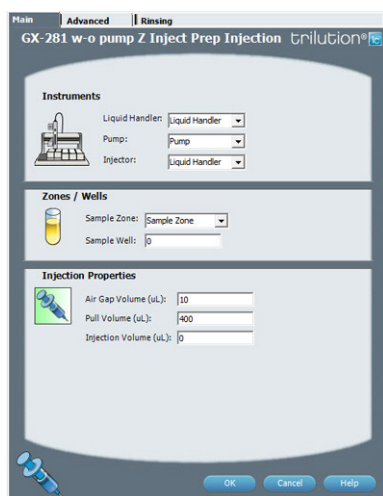 Main Advanced Rinsing
GX-281 w-o pump Z Inject Prep Injection trilution® lc
Instruments
Liquid Handler: Liquid Handler
Pump: Pump
Injector: Liquid Handler
Zones / Wells
Sample Zone: Sample Zone
Sample Well: 0
Injection Properties
Air Gap Volume (uL): 10
Pull Volume (uL): 400
Injection Volume (uL): 0
OK Cancel Help